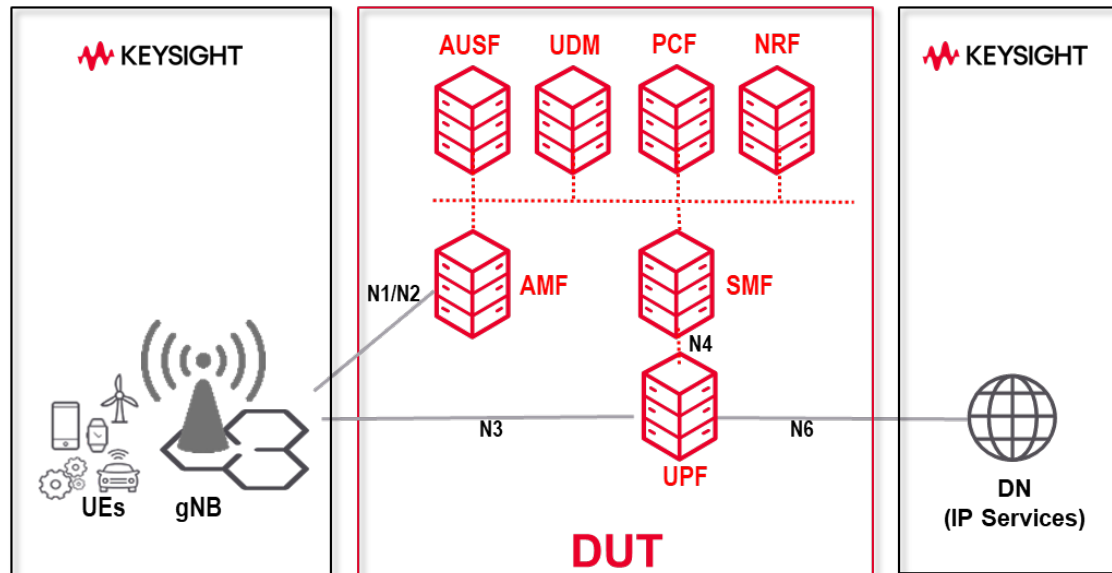 KEYSIGHT
AUSF
UDM
PCF
NRF
KEYSIGHT
N1/N2
AMF
SMF
N4
N3
N6
UPF
UEs
gNB
DN
(IP Services)
DUT